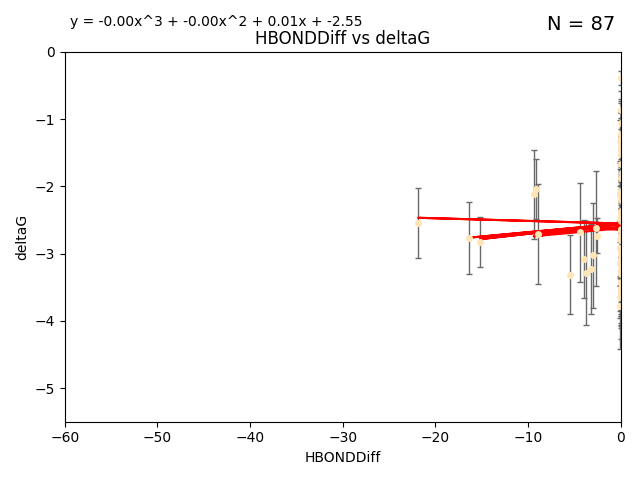 y = -0.00x^3 + -0.00x^2 + 0.01x + -2.55
N = 87
HBONDDiff vs deltaG
deltaG
0
−1
−2
−3
−4
−5
−60
−50
−40
−30
−20
−10
0
HBONDDiff